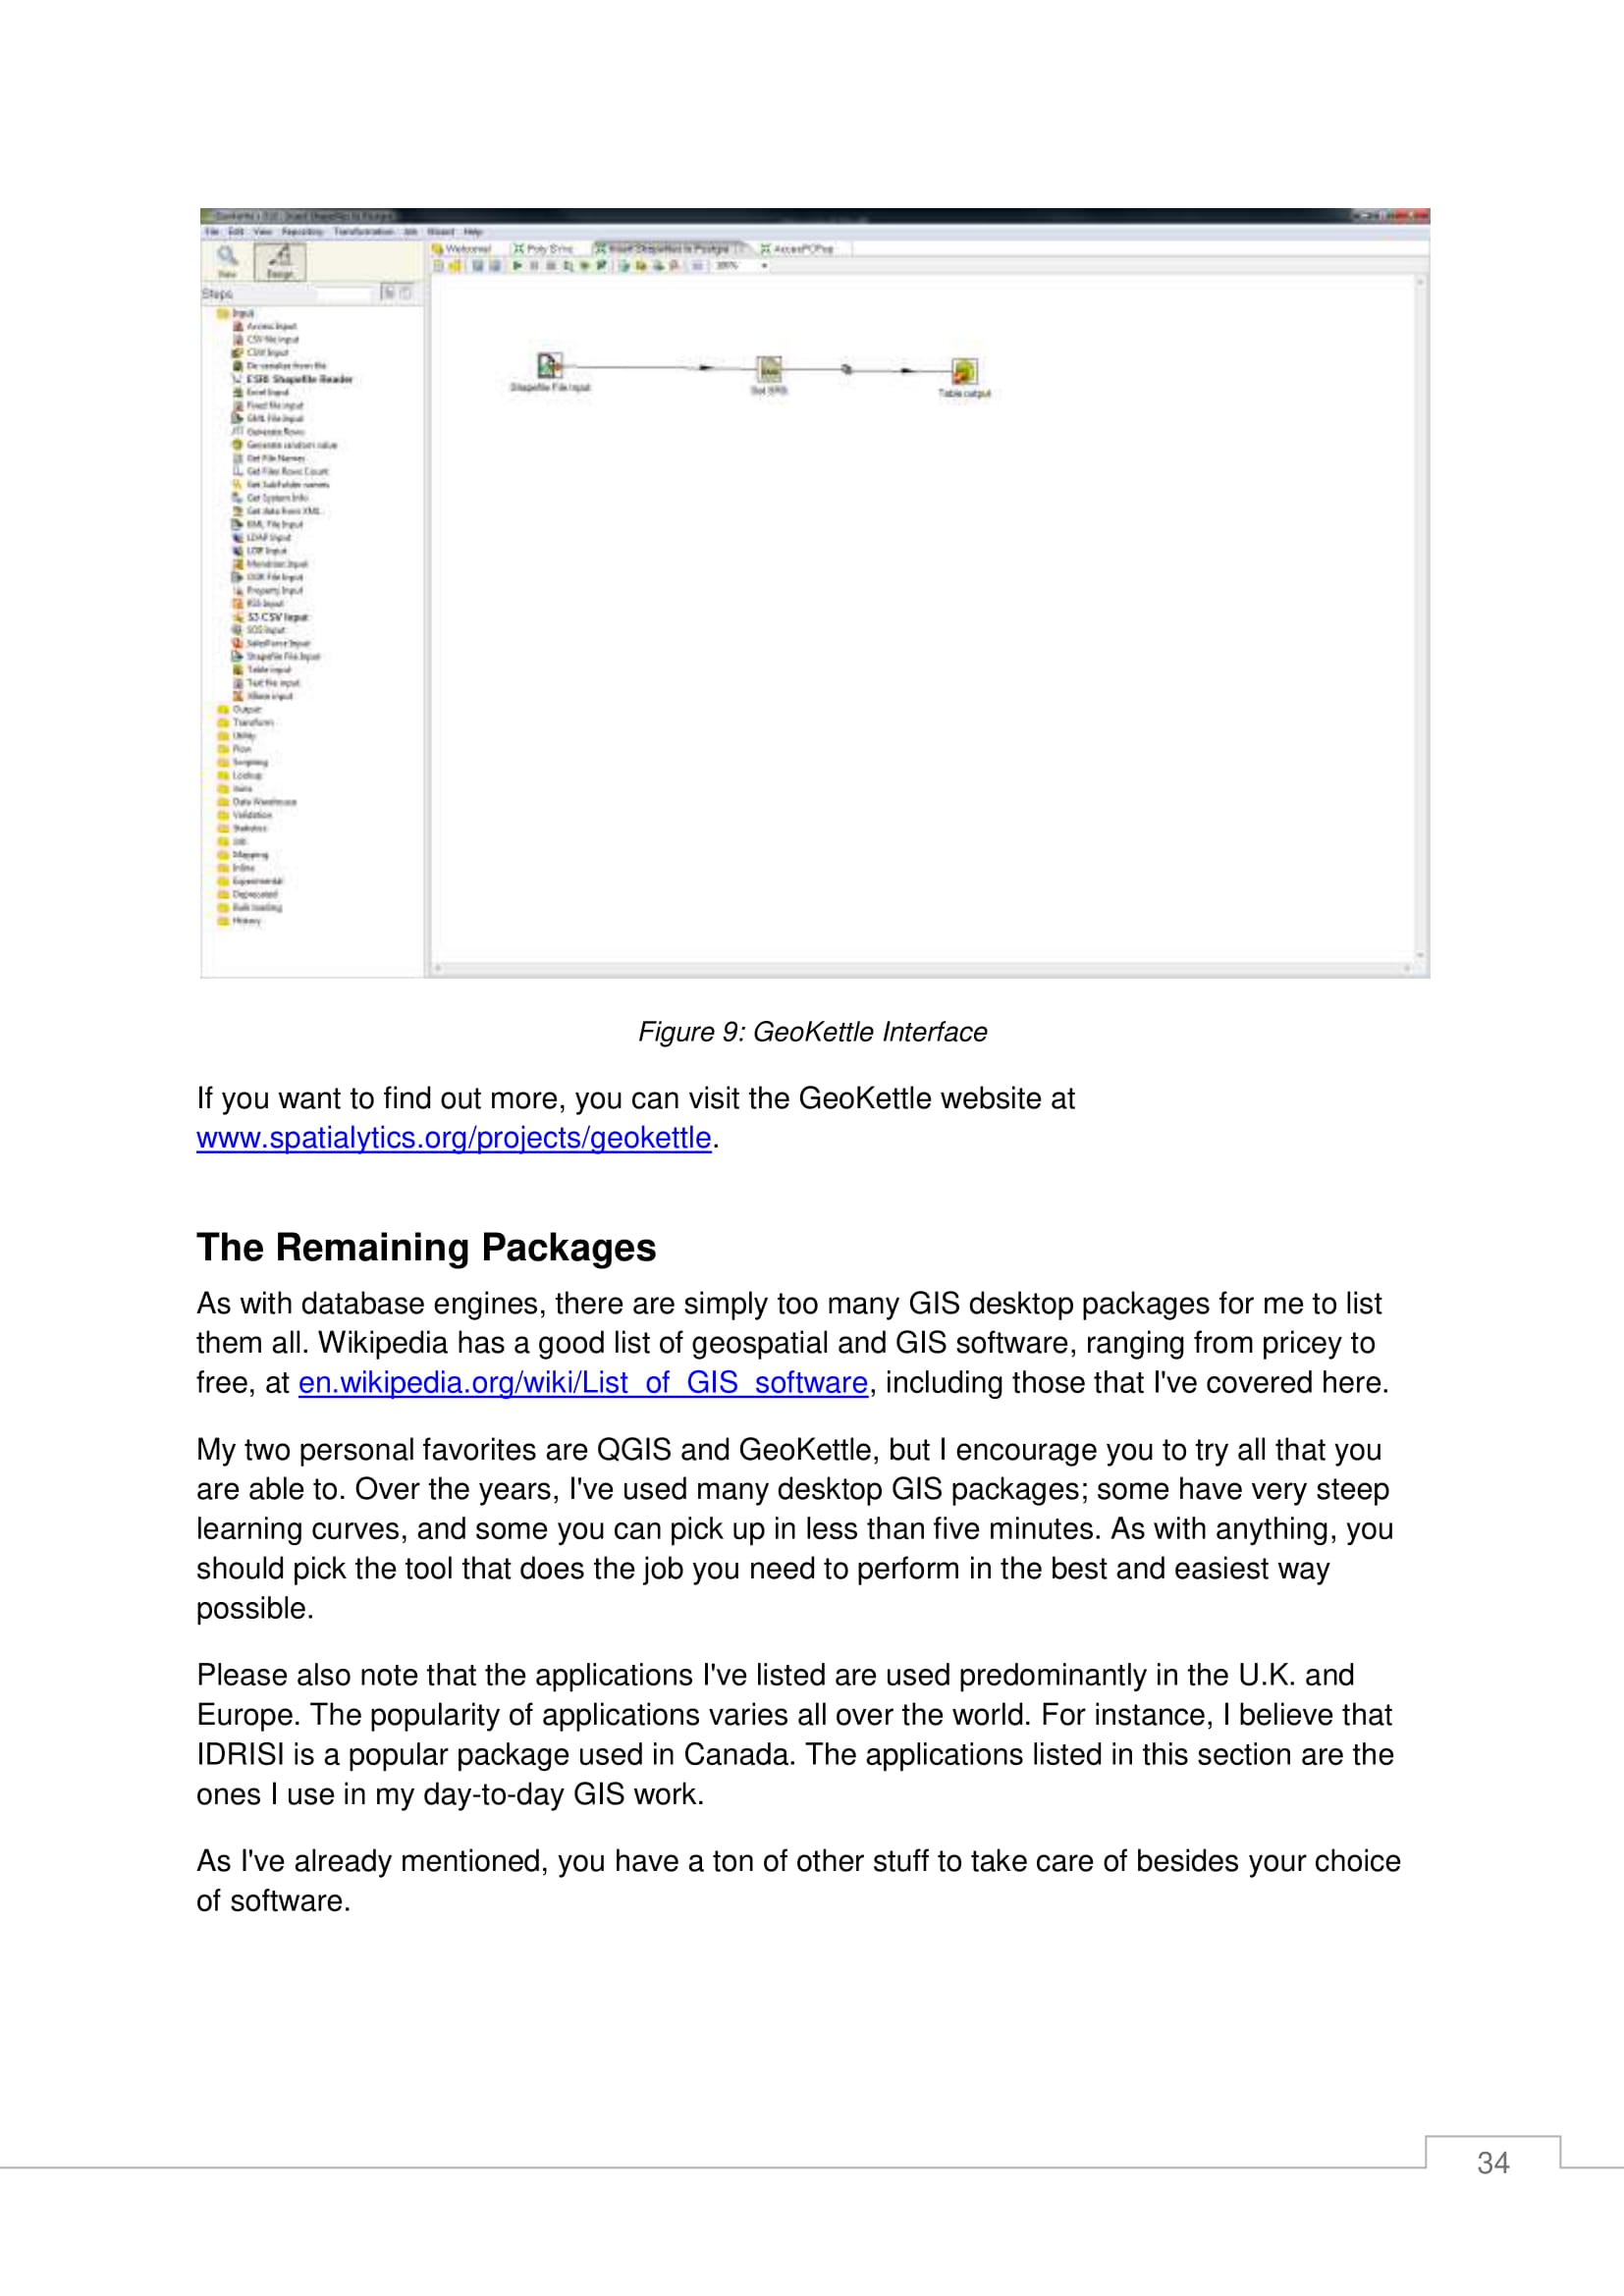 File Edit View Repository Transformation Job Wizard Help
Welcome!
View Design
Steps
Input
Access Input
CSV file input
De-serialize from file
ESRI Shapefile Reader
Excel Input
Fixed file input
GML File Input
Generate Rows
Generate random value
Get File Names
Get Files Rows Count
Get SubFolder names
Get System Info
Get data from XML
KML File Input
LDAP Input
LDIF Input
Mondrian Input
Property Input
RSS Input
S3 CSV Input
SOS Input
SalesForce Input
Shapefile File Input
Table input
Text file input
XBase input
Output
Transform
Utility
Flow
Scripting
Lookup
Joins
Data Warehouse
Validation
Statistics
Job
Mapping
Inline
Experimental
Deprecated
Bulk loading
History
Shapefile File Input
Set SRS
Table output
Figure 9: GeoKettle Interface
If you want to find out more, you can visit the GeoKettle website at
www.spatialytics.org/projects/geokettle.
The Remaining Packages
As with database engines, there are simply too many GIS desktop packages for me to list
them all. Wikipedia has a good list of geospatial and GIS software, ranging from pricey to
free, at en.wikipedia.org/wiki/List_of_GIS_software, including those that I've covered here.
My two personal favorites are QGIS and GeoKettle, but I encourage you to try all that you
are able to. Over the years, I've used many desktop GIS packages; some have very steep
learning curves, and some you can pick up in less than five minutes. As with anything, you
should pick the tool that does the job you need to perform in the best and easiest way
possible.
Please also note that the applications I've listed are used predominantly in the U.K. and
Europe. The popularity of applications varies all over the world. For instance, I believe that
IDRISI is a popular package used in Canada. The applications listed in this section are the
ones I use in my day-to-day GIS work.
As I've already mentioned, you have a ton of other stuff to take care of besides your choice
of software.
34